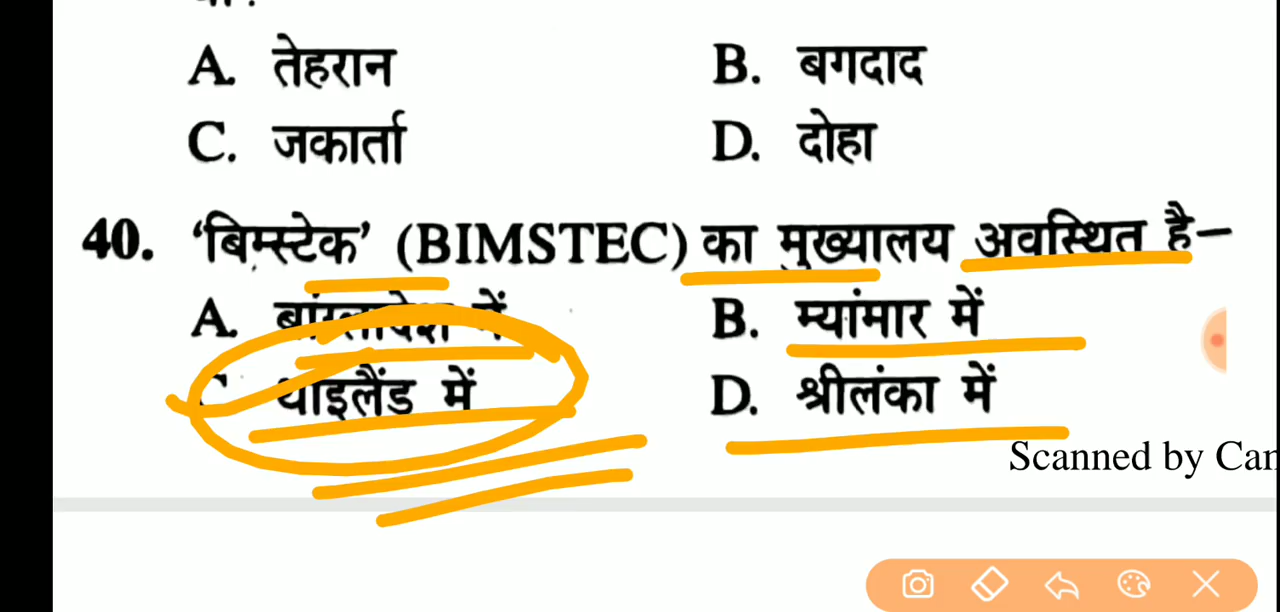 A. तेहरान B. बगदाद
C. जकार्ता D. दोहा
40. ‘बिम्स्टेक’ (BIMSTEC) का मुख्यालय अवस्थित है–
A. बांग्लादेश में B. म्यांमार में
C थाइलैंड में D. श्रीलंका में
Scanned by